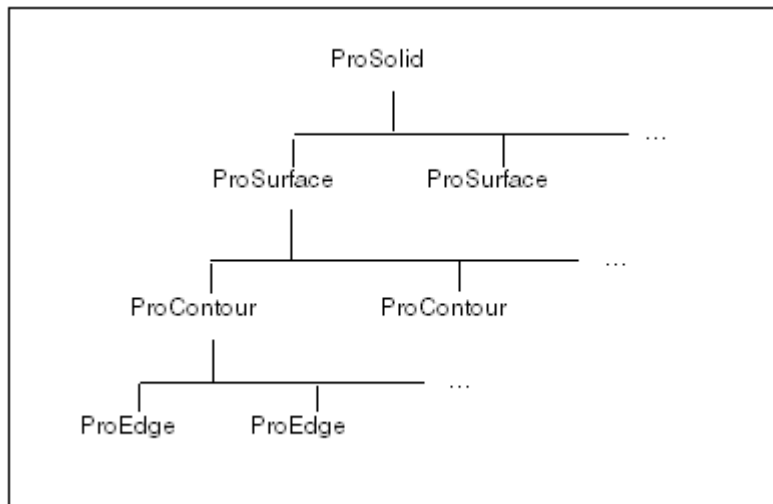 ProSolid
...
ProSurface ProSurface
...
ProContour ProContour
...
ProEdge ProEdge